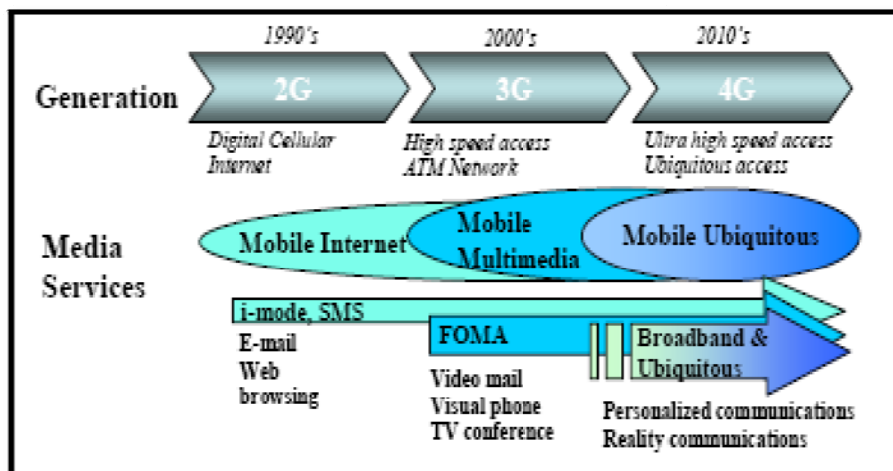 1990's
2000's
2010's
Generation
2G
3G
4G
Digital Cellular
Internet
High speed access
ATM Network
Ultra high speed access
Ubiquitous access
Media
Services
Mobile Internet
Mobile
Multimedia
Mobile Ubiquitous
i-mode, SMS
E-mail
Web
browsing
FOMA
Video mail
Visual phone
TV conference
Broadband &
Ubiquitous
Personalized communications
Reality communications